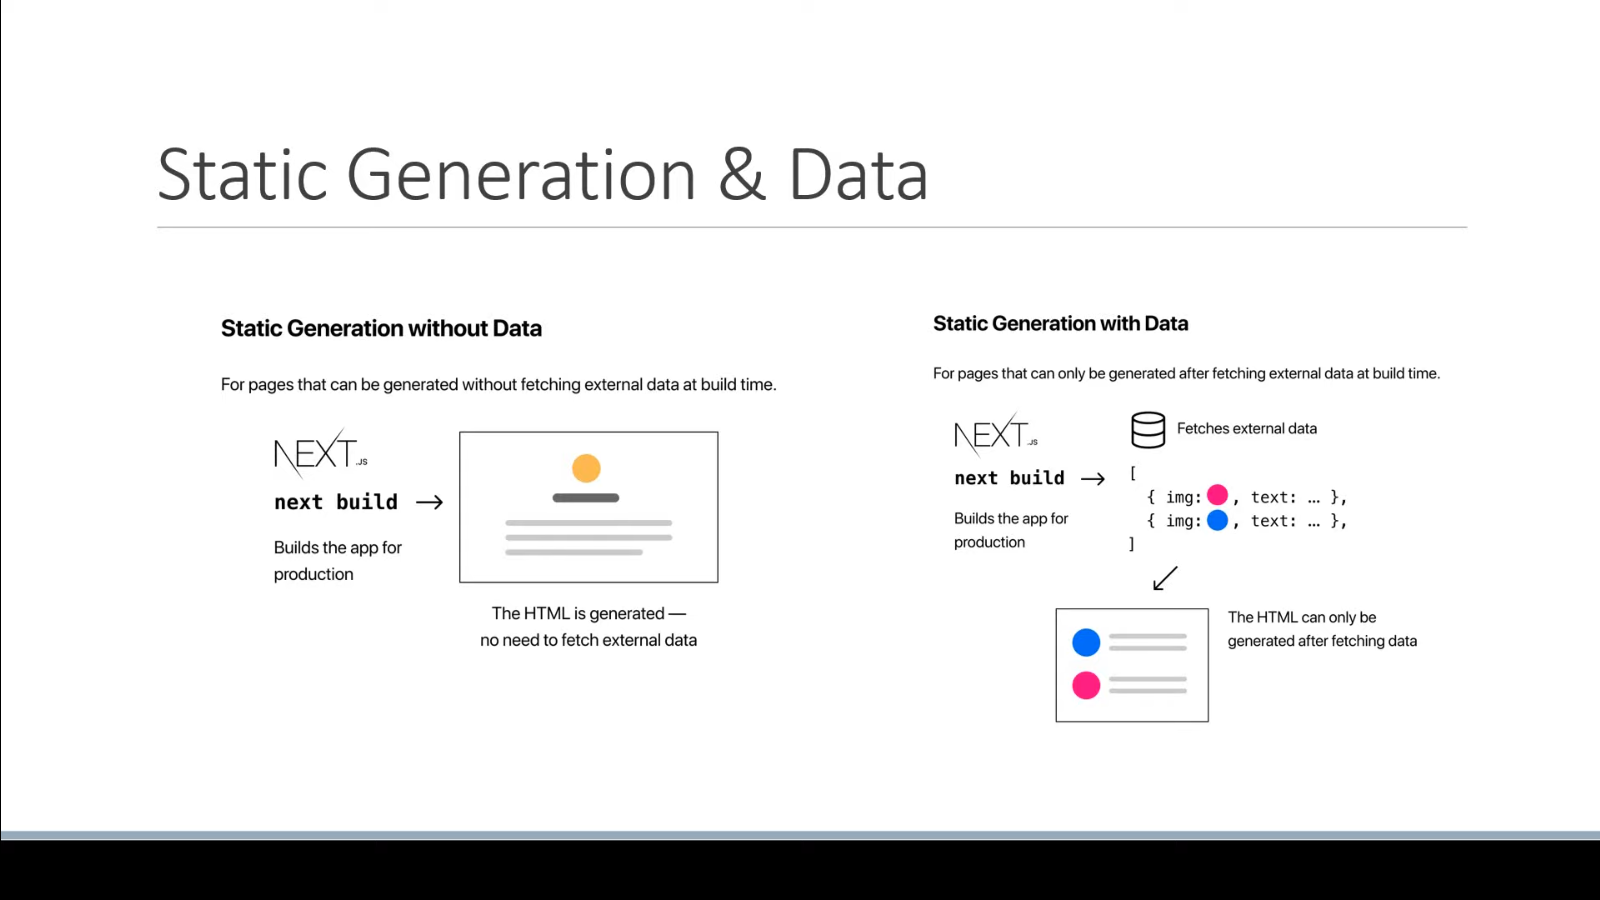 Static Generation & Data
Static Generation without Data
For pages that can be generated without fetching external data at build time.
NEXT.JS
next build
Builds the app for
production
The HTML is generated —
no need to fetch external data
Static Generation with Data
For pages that can only be generated after fetching external data at build time.
NEXT.JS
next build
Builds the app for
production
Fetches external data
[
{ img: , text: … },
{ img: , text: … },
]
The HTML can only be
generated after fetching data